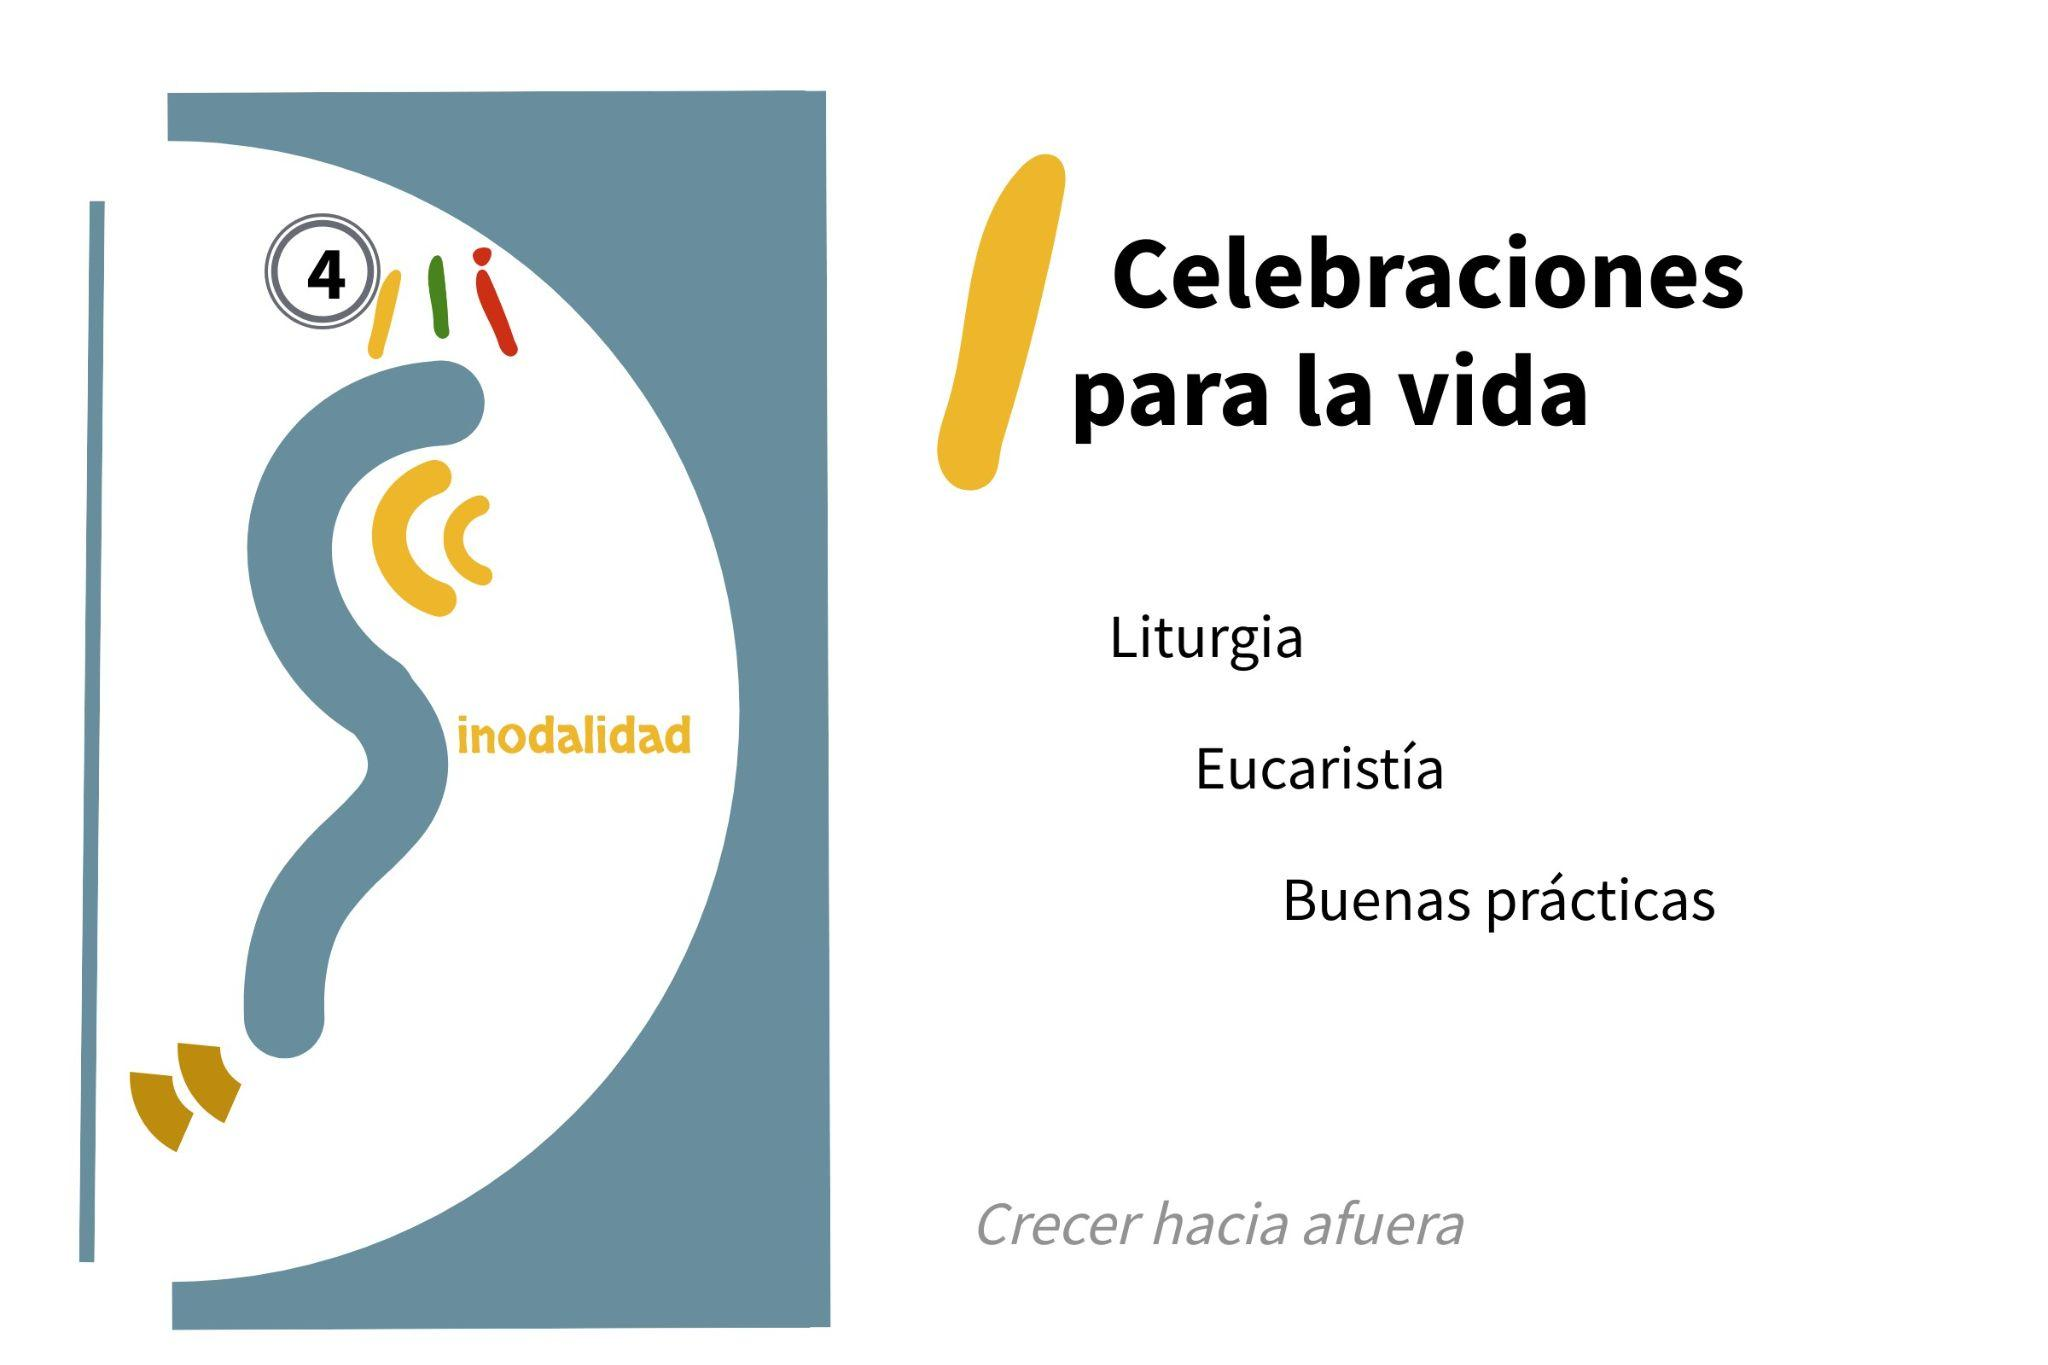 4
inodalidad
Celebraciones
para la vida
Liturgia
Eucaristía
Buenas prácticas
Crecer hacia afuera